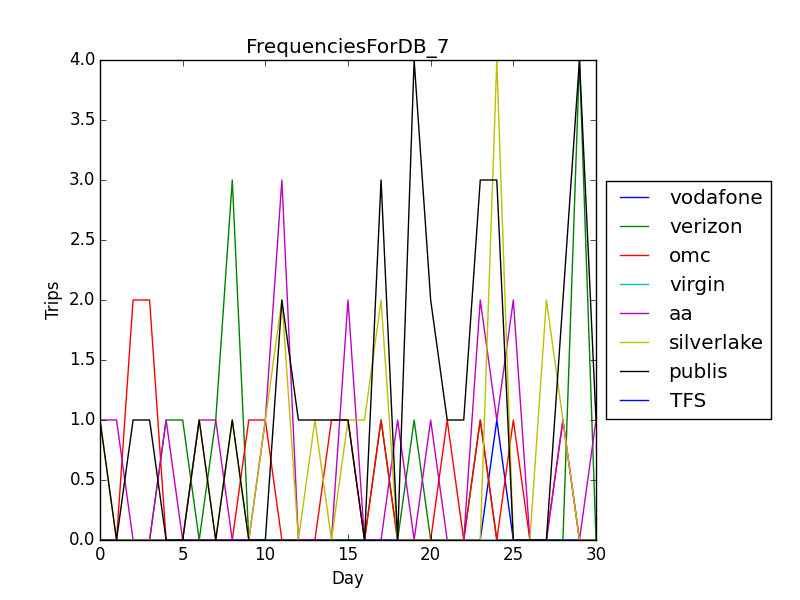 FrequenciesForDB_7
4.0
3.5
3.0
2.5
2.0
1.5
1.0
0.5
0.0
Trips
0 5 10 15 20 25 30
Day
vodafone
verizon
omc
virgin
aa
silverlake
publis
TFS